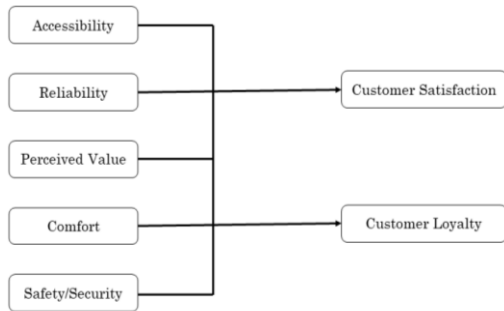 Accessibility
Reliability
Customer Satisfaction
Perceived Value
Comfort
Customer Loyalty
Safety/Security